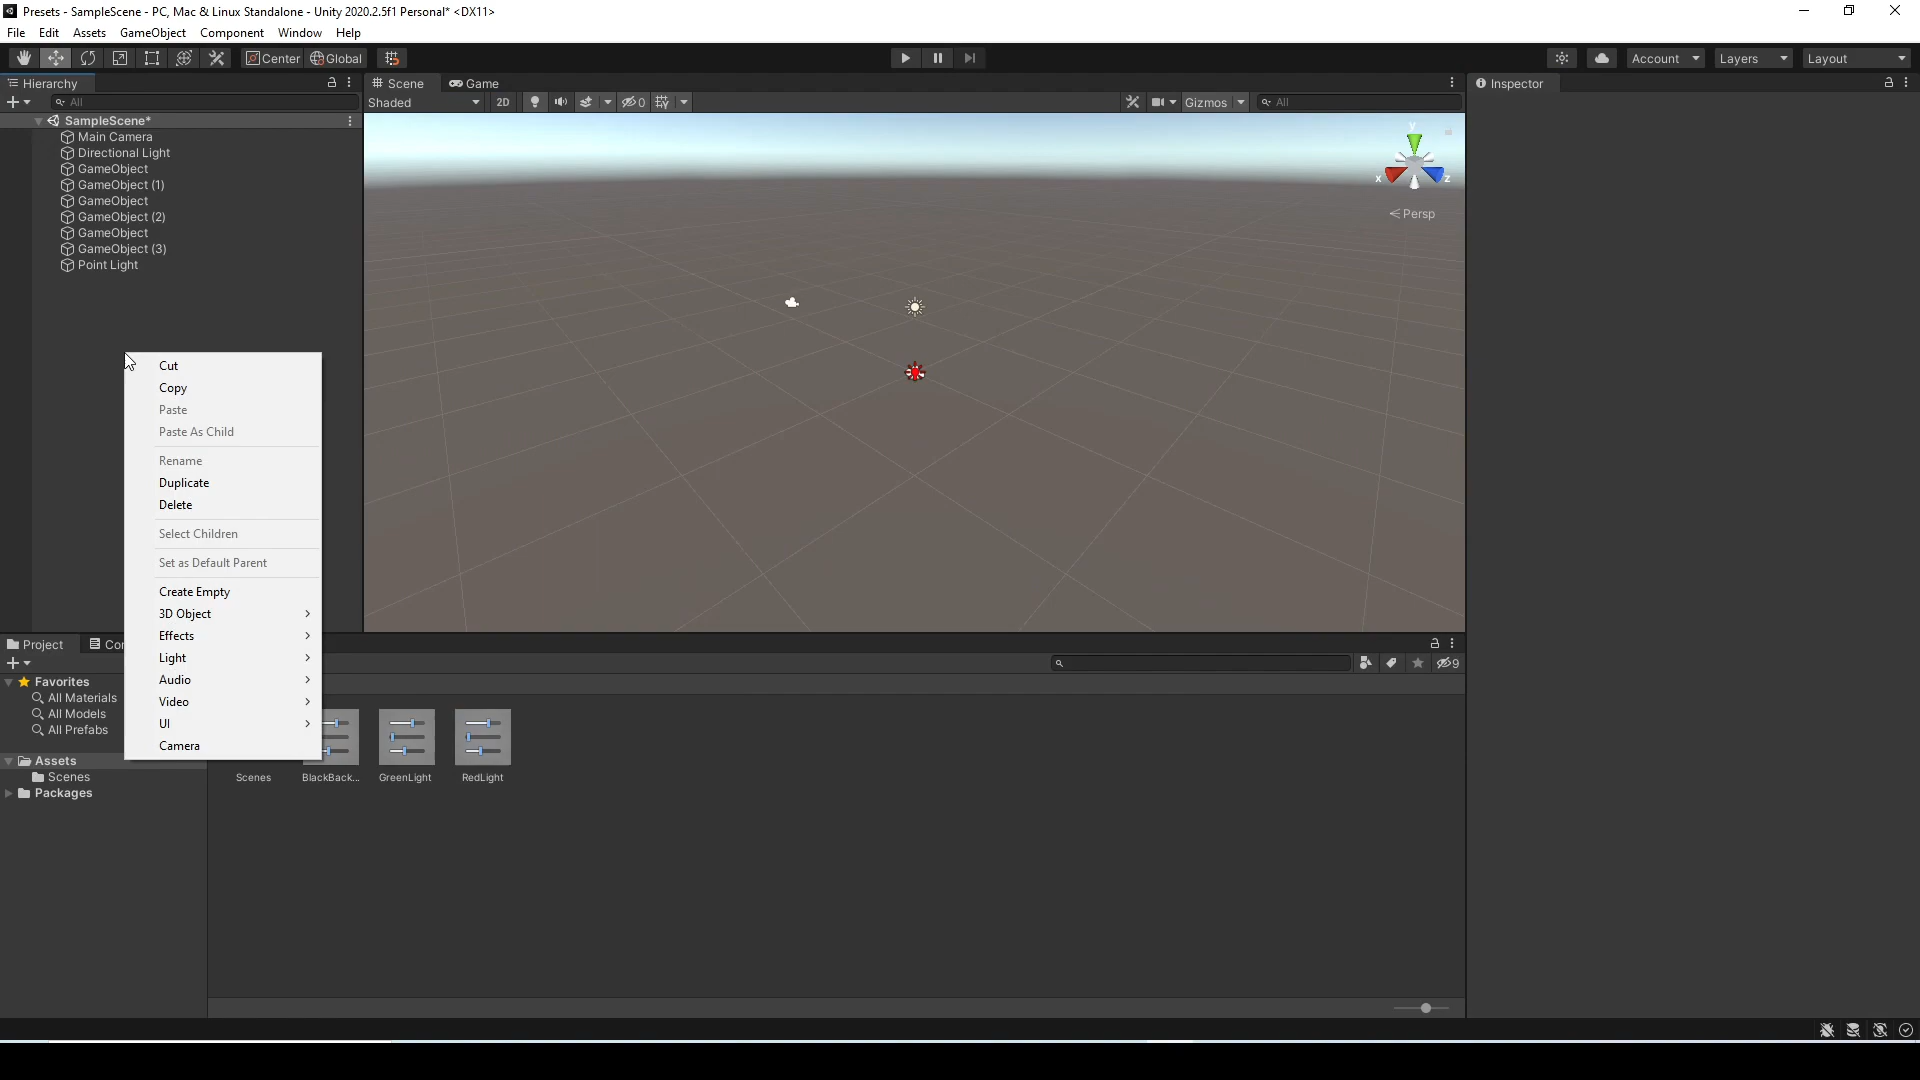 Presets - SampleScene - PC, Mac & Linux Standalone - Unity 2020.2.5f1 Personal* <DX11>
File Edit Assets GameObject Component Window Help
Center Global Account Layers Layout
Hierarchy
All
SampleScene*
Main Camera
Directional Light
GameObject
GameObject (1)
GameObject
GameObject (2)
GameObject
GameObject (3)
Point Light
Scene Game
Shaded 2D 0 Gizmos All
y
x z
Persp
Inspector
Cut
Copy
Paste
Paste As Child
Rename
Duplicate
Delete
Select Children
Set as Default Parent
Create Empty
3D Object
Effects
Light
Audio
Video
UI
Camera
Project Con
9
Favorites
All Materials
All Models
All Prefabs
Assets
Scenes
Packages
Scenes BlackBack... GreenLight RedLight